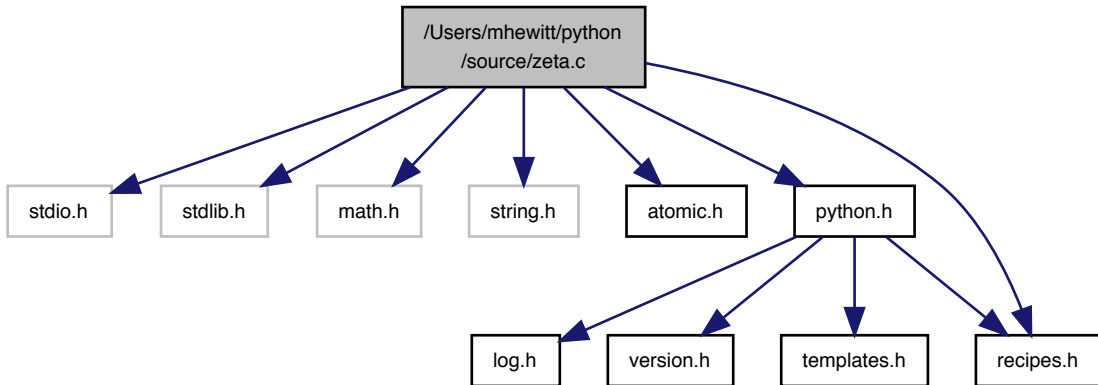 /Users/mhewitt/python
/source/zeta.c
stdio.h
stdlib.h
math.h
string.h
atomic.h
python.h
log.h
version.h
templates.h
recipes.h